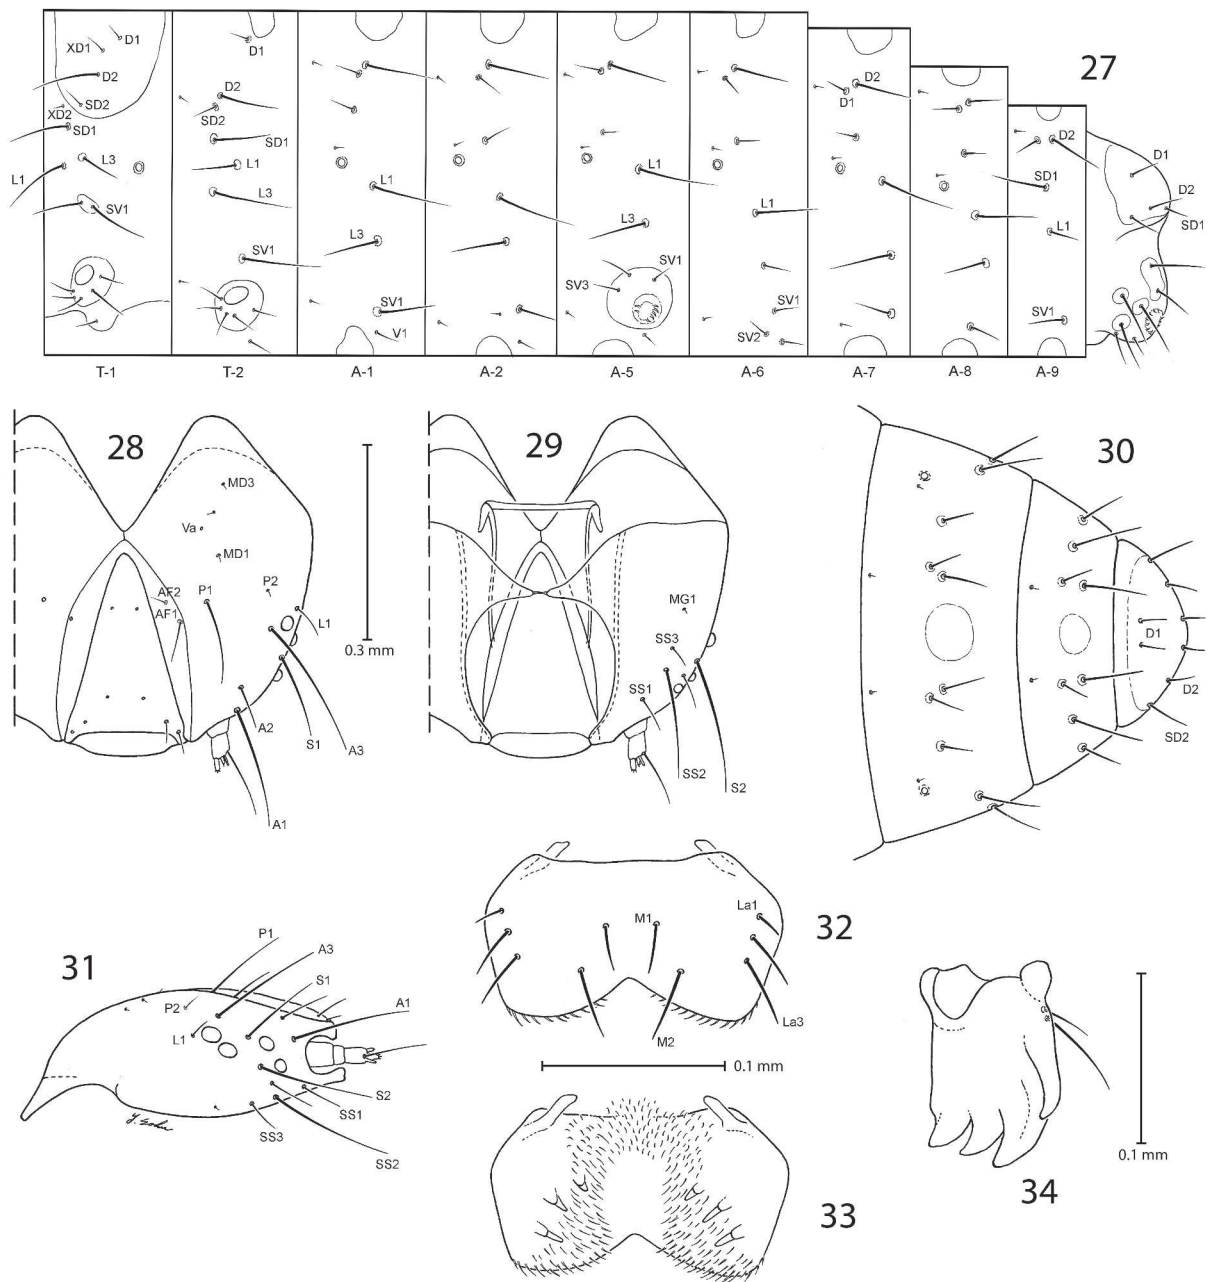 27
XD1 D1 D2 SD2 XD2 SD1 L3 L1 SV1
D1 D2 SD2 SD1 L1 L3 SV1
L1 L3 SV1 V1
L1 L3 SV1 SV3
L1 SV1 SV2
D2 D1
D2 SD1 L1 SV1
D1 D2 SD1
T-1 T-2 A-1 A-2 A-5 A-6 A-7 A-8 A-9
28
MD3
Va
MD1
AF2 P1 P2
AF1 L1
0.3 mm
A2 S1 A3
A1
29
MG1
SS3
SS1
SS2 S2
30
D1
D2
SD2
31
P1 A3 S1 A1
P2
L1
S2
SS1
SS3
SS2
Y. Sohn
32
M1 La1
M2 La3
0.1 mm
33
34
0.1 mm